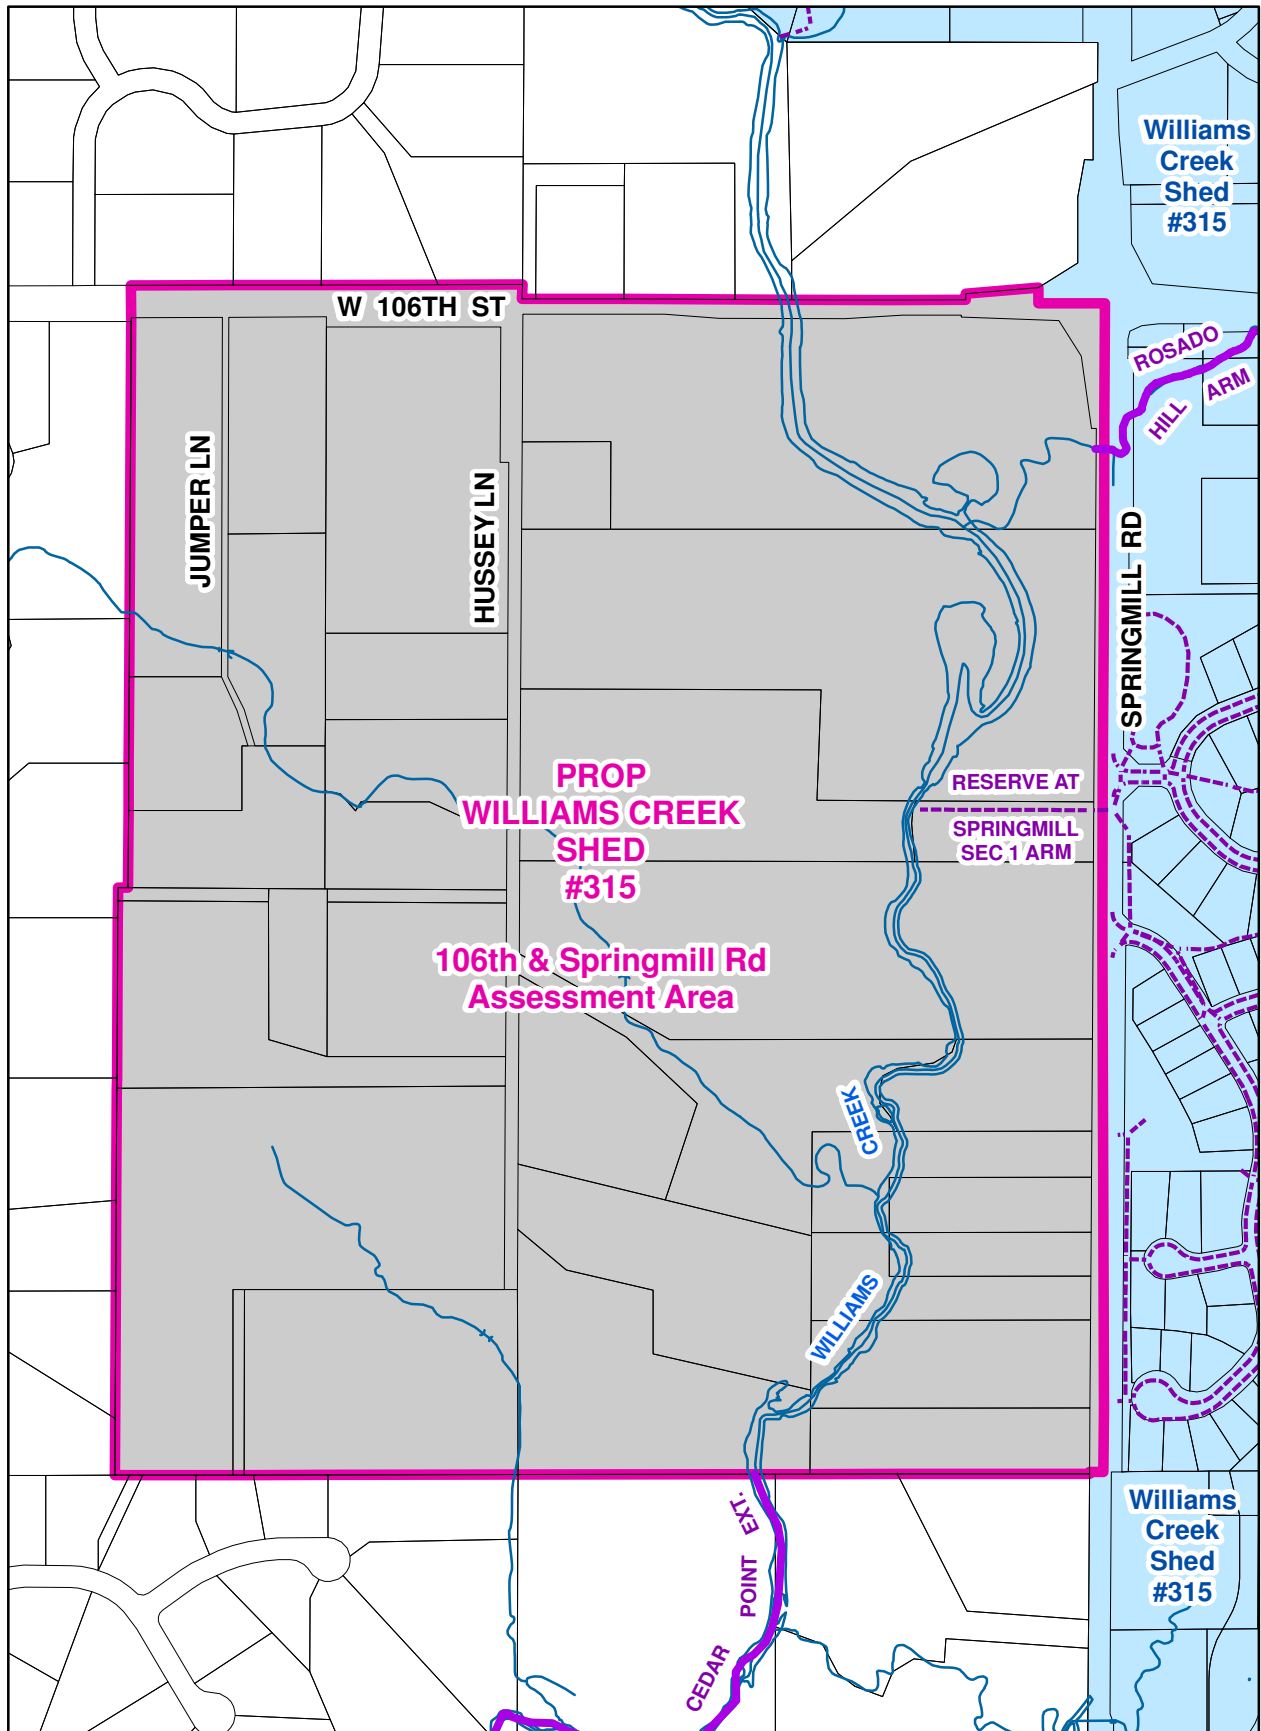 Williams
Creek
Shed
#315
W 106TH ST
ROSADO
HILL ARM
JUMPER LN
HUSSEY LN
SPRINGMILL RD
PROP
WILLIAMS CREEK
SHED
#315
RESERVE AT
SPRINGMILL
SEC 1 ARM
106th & Springmill Rd
Assessment Area
WILLIAMS CREEK
CEDAR POINT EXT.
Williams
Creek
Shed
#315